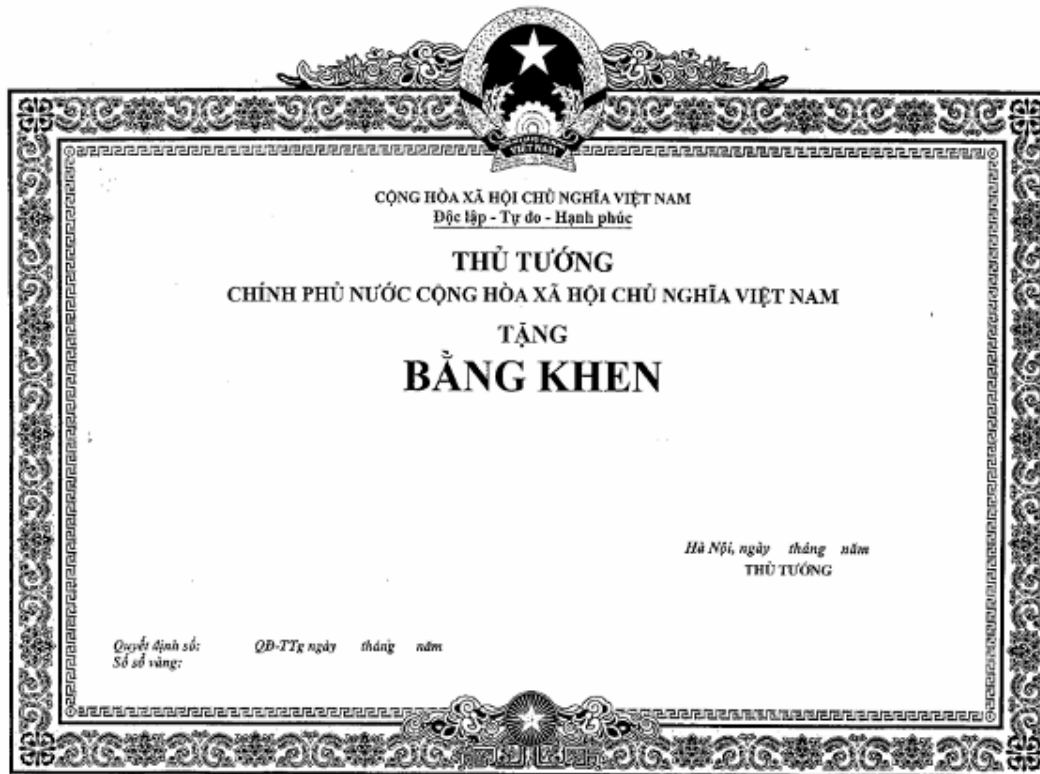 VIỆT NAM
CỘNG HÒA XÃ HỘI CHỦ NGHĨA VIỆT NAM
Độc lập - Tự do - Hạnh phúc
THỦ TƯỚNG
CHÍNH PHỦ NƯỚC CỘNG HÒA XÃ HỘI CHỦ NGHĨA VIỆT NAM
TẶNG
BẰNG KHEN
Hà Nội, ngày tháng năm
THỦ TƯỚNG
Quyết định số: QĐ-TTg ngày tháng năm
Số sổ vàng: